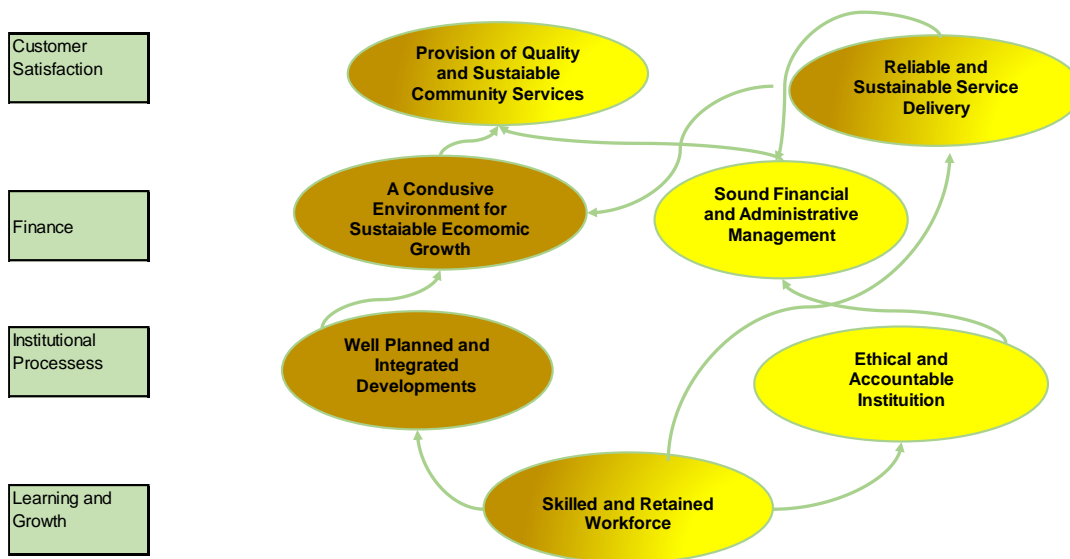 Customer
Satisfaction
Provision of Quality
and Sustaiable
Community Services
Reliable and
Sustainable Service
Delivery
Finance
A Condusive
Environment for
Sustaiable Ecomomic
Growth
Sound Financial
and Administrative
Management
Institutional
Processess
Well Planned and
Integrated
Developments
Ethical and
Accountable
Instituition
Learning and
Growth
Skilled and Retained
Workforce